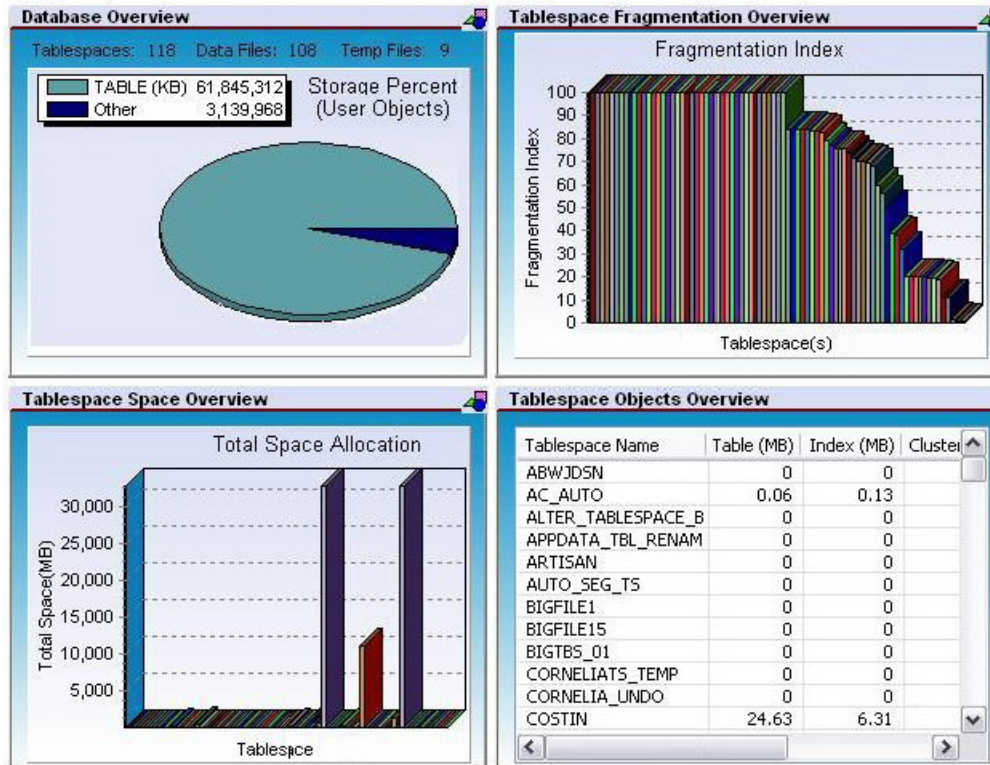 Database Overview
Tablespaces: 118 Data Files: 108 Temp Files: 9
TABLE (KB) 61,845,312
Other 3,139,968
Storage Percent
(User Objects)
Tablespace Fragmentation Overview
Fragmentation Index
Fragmentation Index
100
90
80
70
60
50
40
30
20
10
0
Tablespace(s)
Tablespace Space Overview
Total Space Allocation
Total Space(MB)
30,000
25,000
20,000
15,000
10,000
5,000
Tablespace
Tablespace Objects Overview
Tablespace Name Table (MB) Index (MB) Cluster
ABWJDSN 0 0
AC_AUTO 0.06 0.13
ALTER_TABLESPACE_B 0 0
APPDATA_TBL_RENAM 0 0
ARTISAN 0 0
AUTO_SEG_TS 0 0
BIGFILE1 0 0
BIGFILE15 0 0
BIGTBS_01 0 0
CORNELIATS_TEMP 0 0
CORNELIA_UNDO 0 0
COSTIN 24.63 6.31